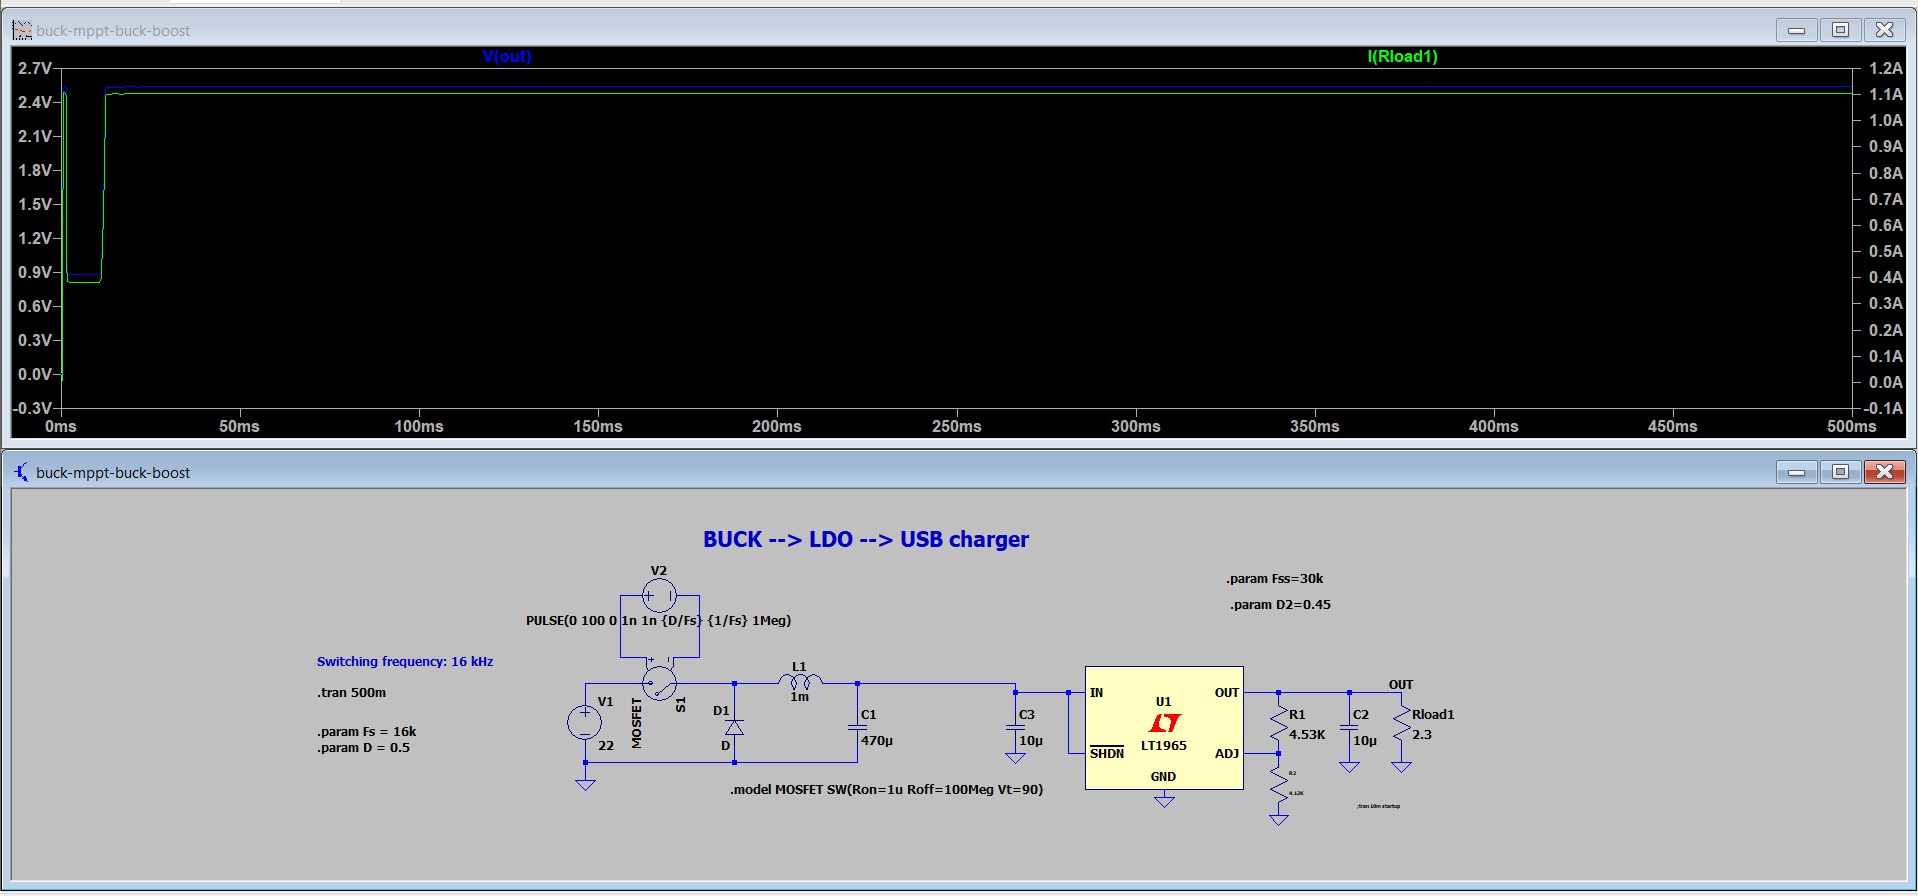 buck-mppt-buck-boost
V(out) I(Rload1)
2.7V 1.2A
2.4V 1.1A
2.1V 1.0A
1.8V 0.9A
1.5V 0.8A
1.2V 0.7A
0.9V 0.6A
0.6V 0.5A
0.3V 0.4A
0.0V 0.3A
-0.3V 0.2A
0.1A
0.0A
-0.1A
0ms 50ms 100ms 150ms 200ms 250ms 300ms 350ms 400ms 450ms 500ms
buck-mppt-buck-boost
BUCK --> LDO --> USB charger
V2
.param Fss=30k
.param D2=0.45
PULSE(0 100 0 1n 1n {D/Fs} {1/Fs} 1Meg)
Switching frequency: 16 kHz
.tran 500m
.param Fs = 16k
.param D = 0.5
V1
22
MOSFET
S1
D1
D
L1
1m
C1
470µ
C3
10µ
.model MOSFET SW(Ron=1u Roff=100Meg Vt=90)
IN
OUT
U1
LT1965
SHDN
ADJ
GND
R1
4.53K
R2
4.12K
C2
10µ
OUT
Rload1
2.3
;tran 10m startup